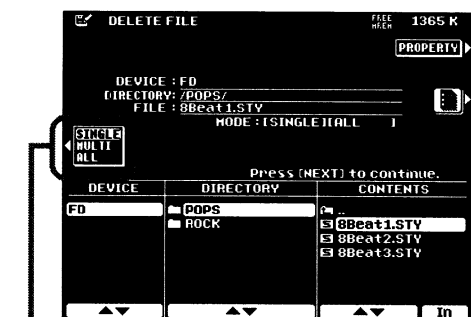 DELETE FILE
FREE MEM 1365 K
PROPERTY
DEVICE : FD
DIRECTORY: /POPS/
FILE : 8Beat1.STY
MODE : [SINGLE][ALL ]
SINGLE
MULTI
ALL
Press [NEXT] to continue.
DEVICE DIRECTORY CONTENTS
FD POPS ..
ROCK S 8Beat1.STY
S 8Beat2.STY
S 8Beat3.STY
In